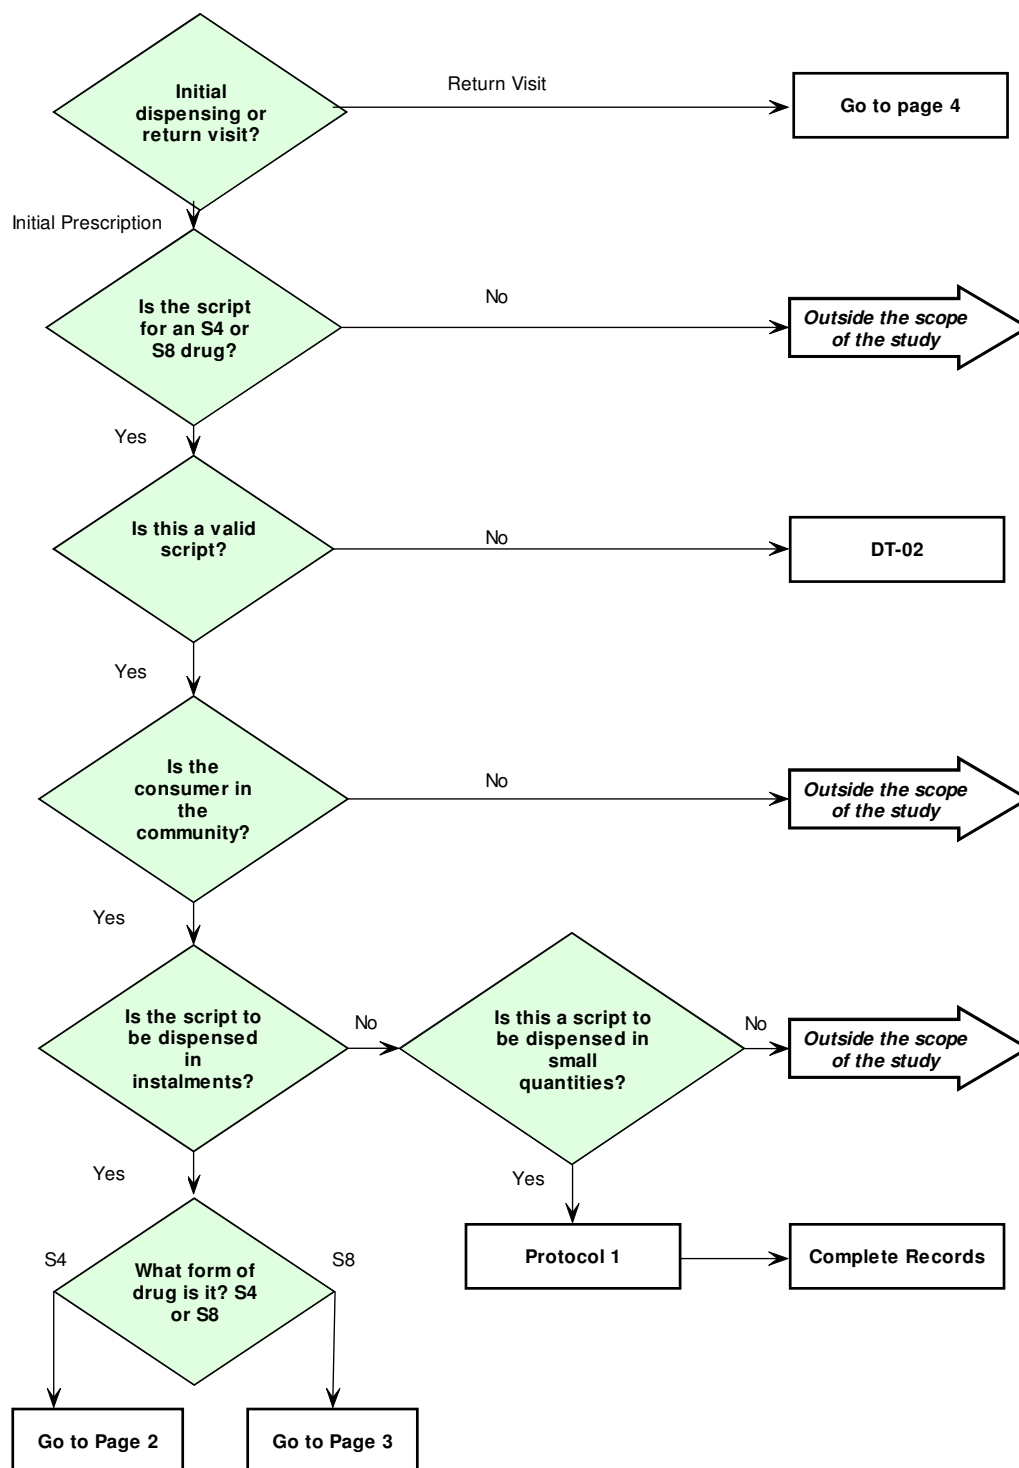 Initial
dispensing or
return visit?
Return Visit
Go to page 4
Initial Prescription
Is the script
for an S4 or
S8 drug?
No
Outside the scope
of the study
Yes
Is this a valid
script?
No
DT-02
Yes
Is the
consumer in
the
community?
No
Outside the scope
of the study
Yes
Is the script to
be dispensed
in
instalments?
No
Is this a script to
be dispensed in
small
quantities?
No
Outside the scope
of the study
Yes
Yes
Protocol 1
Complete Records
What form of
drug is it? S4
or S8
S4
S8
Go to Page 2
Go to Page 3